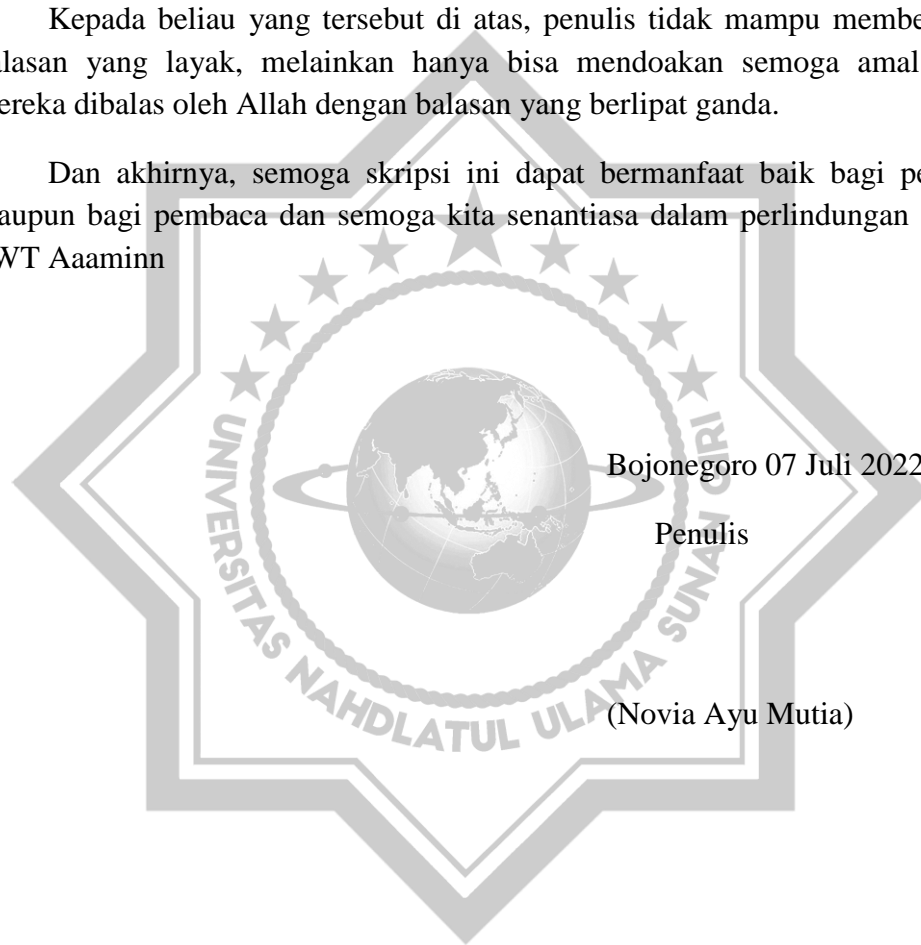 Kepada beliau yang tersebut di atas, penulis tidak mampu membe
alasan yang layak, melainkan hanya bisa mendoakan semoga amal
ereka dibalas oleh Allah dengan balasan yang berlipat ganda.
Dan akhirnya, semoga skripsi ini dapat bermanfaat baik bagi pe
aupun bagi pembaca dan semoga kita senantiasa dalam perlindungan
WT Aaaminn
Bojonegoro 07 Juli 2022
Penulis
(Novia Ayu Mutia)
UNIVERSITAS NAHDLATUL ULAMA SUNAN GIRI